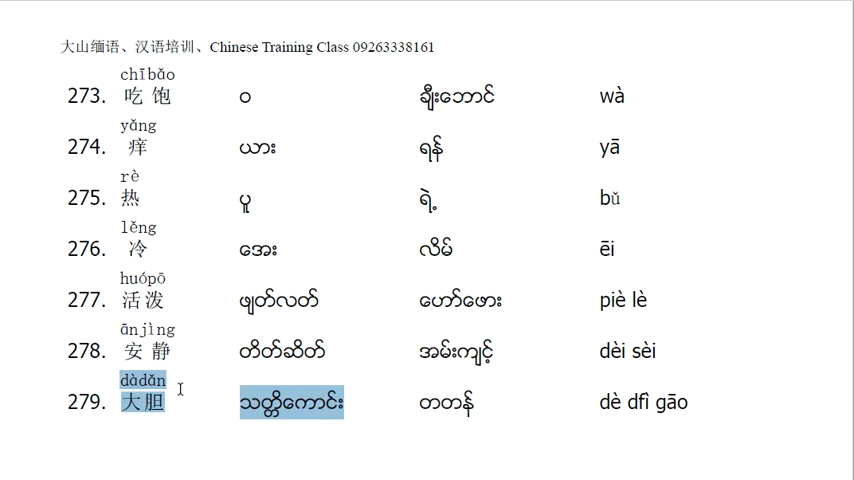 大山缅语、汉语培训、Chinese Training Class 09263338161
chībǎo
273. 吃饱 ဝ ချီးဘောင် wà
yǎng
274. 痒 ယား ရန် yā
rè
275. 热 ပူ ရဲ့ bǔ
lěng
276. 冷 အေး လိမ် ēi
huópō
277. 活泼 ဖျတ်လတ် ဟော်ဖေား piè lè
ānjìng
278. 安静 တိတ်ဆိတ် အမ်းကျင့် dèi sèi
dàdǎn
279. 大胆 သတ္တိကောင်း တတန် dè dfì gāo